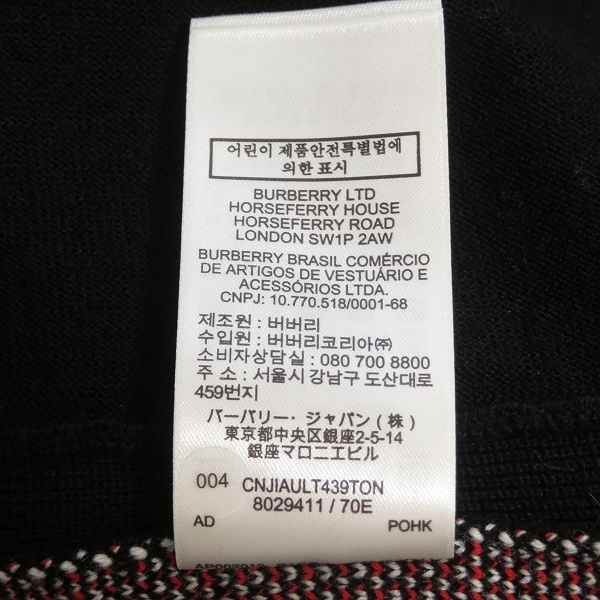 어린이 제품안전특별법에
의한 표시
BURBERRY LTD
HORSEFERRY HOUSE
HORSEFERRY ROAD
LONDON SW1P 2AW
BURBERRY BRASIL COMÉRCIO
DE ARTIGOS DE VESTUÁRIO E
ACESSÓRIOS LTDA.
CNPJ: 10.770.518/0001-68
제조원 : 버버리
수입원 : 버버리코리아㈜
소비자상담실 : 080 700 8800
주 소 : 서울시 강남구 도산대로
459번지
バーバリー・ジャパン(株)
東京都中央区銀座2-5-14
銀座マロニエビル
004 CNJIAULT439TON
8029411 / 70E
AD POHK